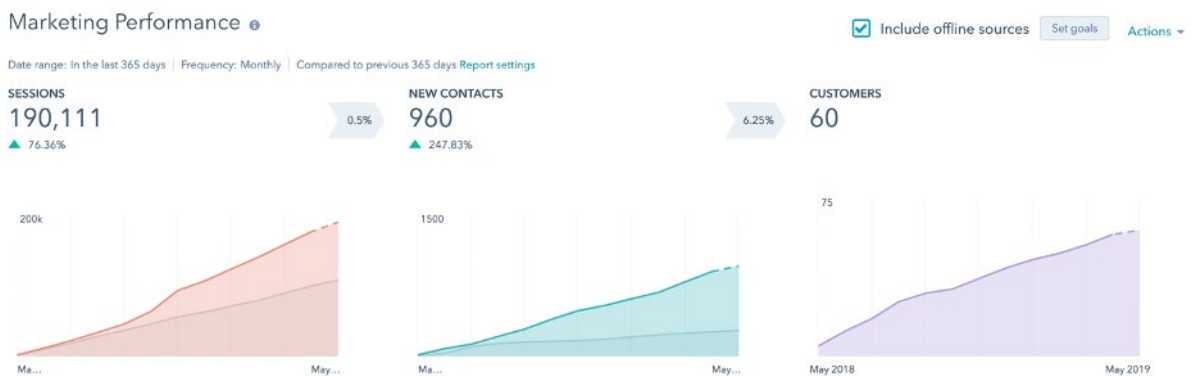 Marketing Performance
Include offline sources
Set goals
Actions
Date range: In the last 365 days | Frequency: Monthly | Compared to previous 365 days Report settings
SESSIONS
190,111
76.36%
0.5%
NEW CONTACTS
960
247.83%
6.25%
CUSTOMERS
60
200k
Ma...
May...
1500
Ma...
May...
75
May 2018
May 2019